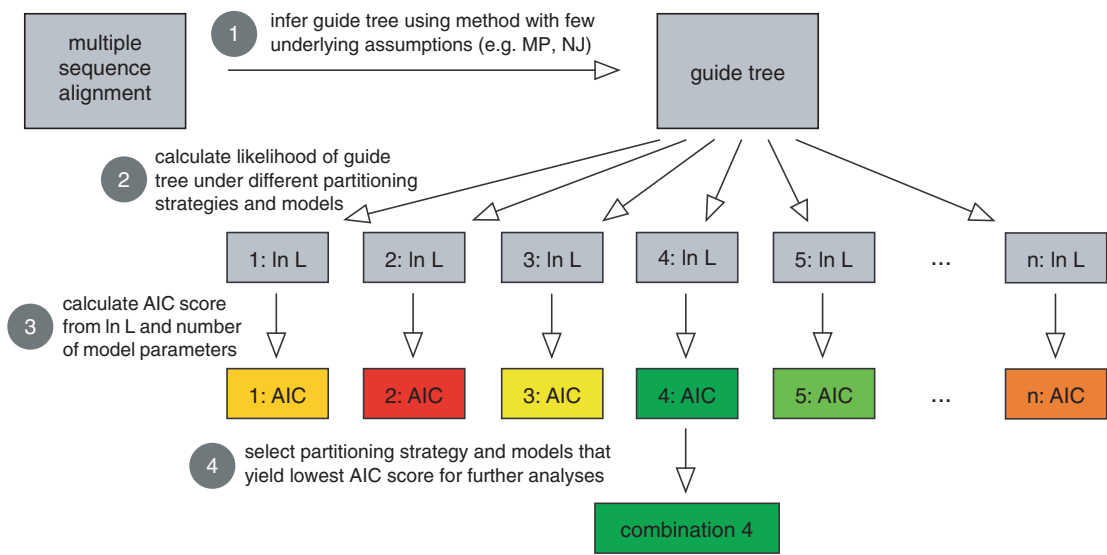 multiple
sequence
alignment
1
infer guide tree using method with few
underlying assumptions (e.g. MP, NJ)
guide tree
2
calculate likelihood of guide
tree under different partitioning
strategies and models
1: ln L
2: ln L
3: ln L
4: ln L
5: ln L
...
n: ln L
3
calculate AIC score
from ln L and number
of model parameters
1: AIC
2: AIC
3: AIC
4: AIC
5: AIC
...
n: AIC
4
select partitioning strategy and models that
yield lowest AIC score for further analyses
combination 4